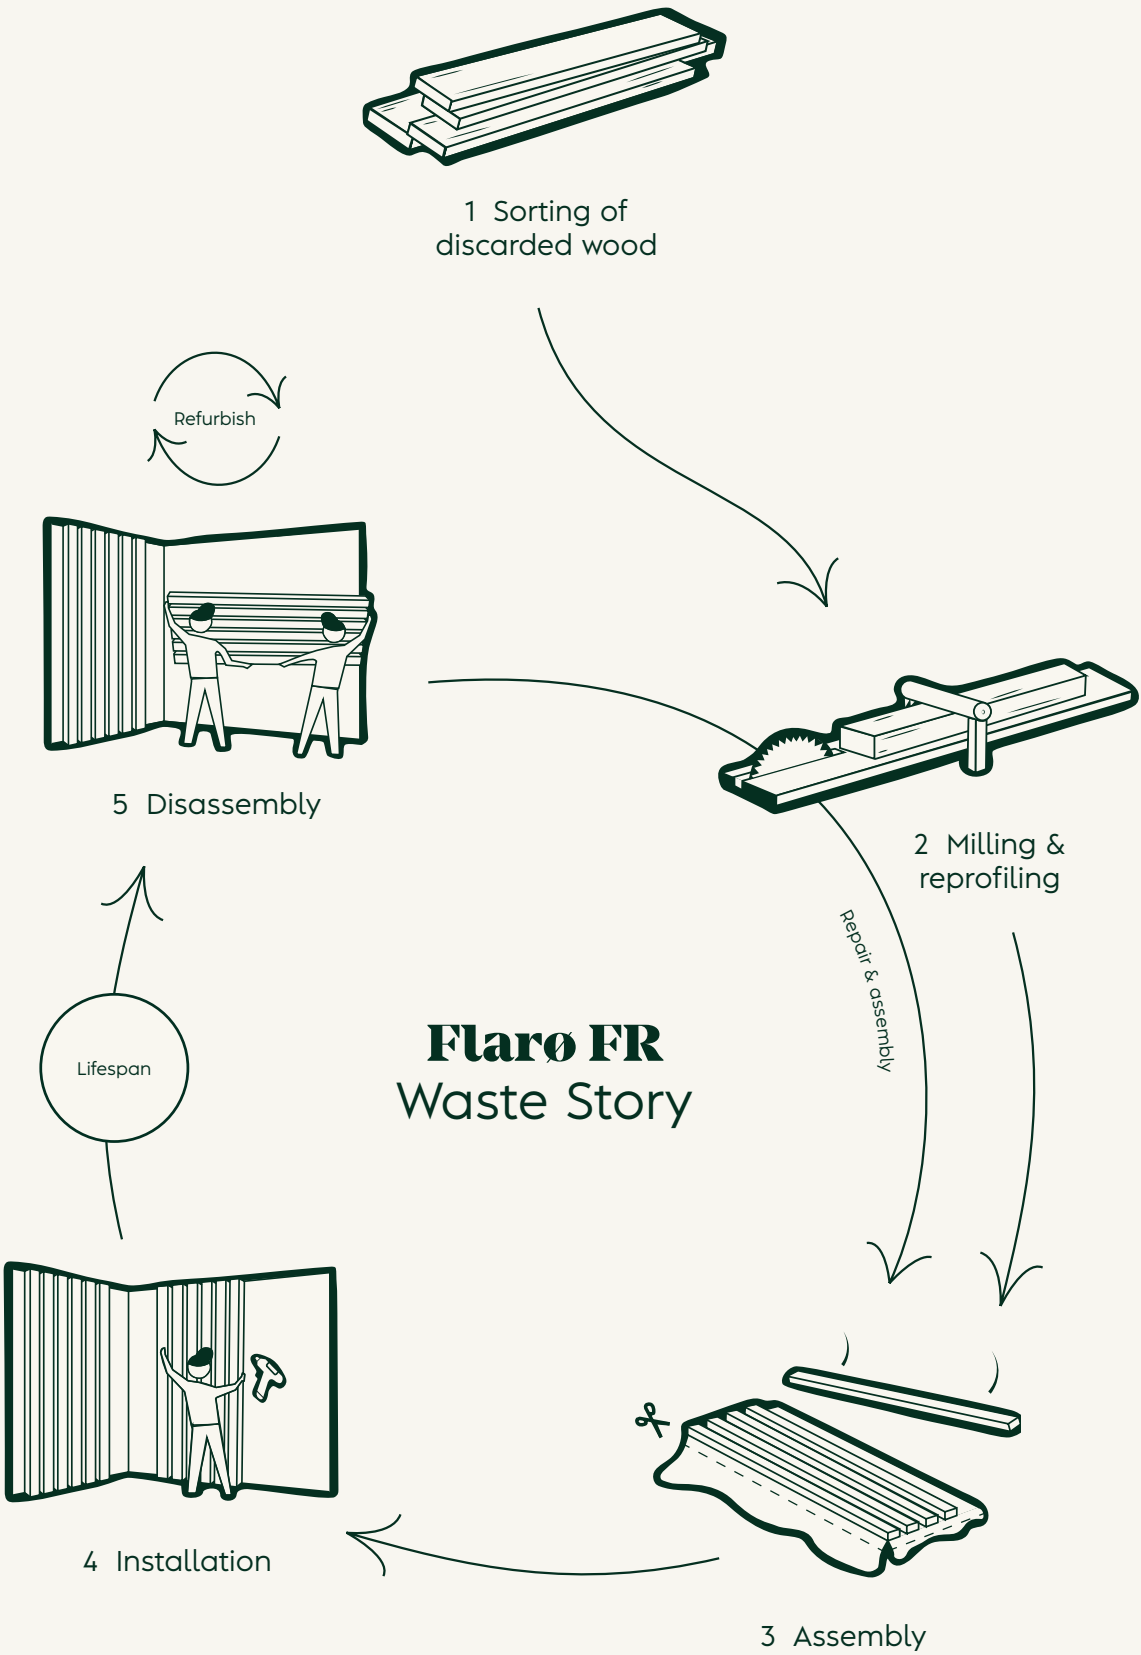 1 Sorting of
discarded wood
Refurbish
5 Disassembly
2 Milling &
reprofiling
Repair & assembly
Lifespan
Flarø FR
Waste Story
4 Installation
3 Assembly